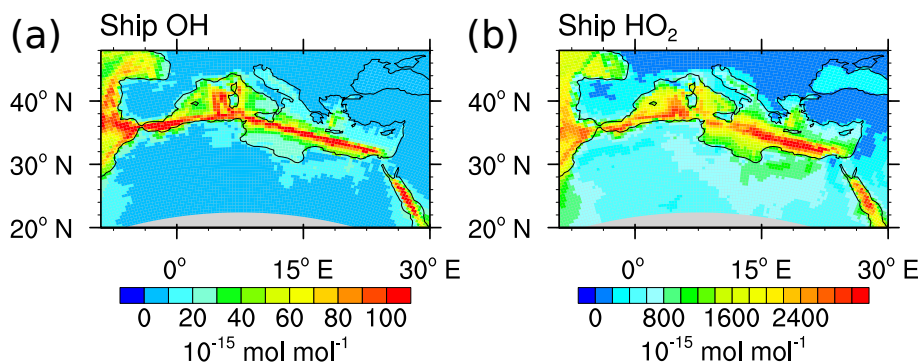 (a) Ship OH
40° N
30° N
20° N
0° 15° E 30° E
0 20 40 60 80 100
10⁻¹⁵ mol mol⁻¹
(b) Ship HO₂
40° N
30° N
20° N
0° 15° E 30° E
0 800 1600 2400
10⁻¹⁵ mol mol⁻¹